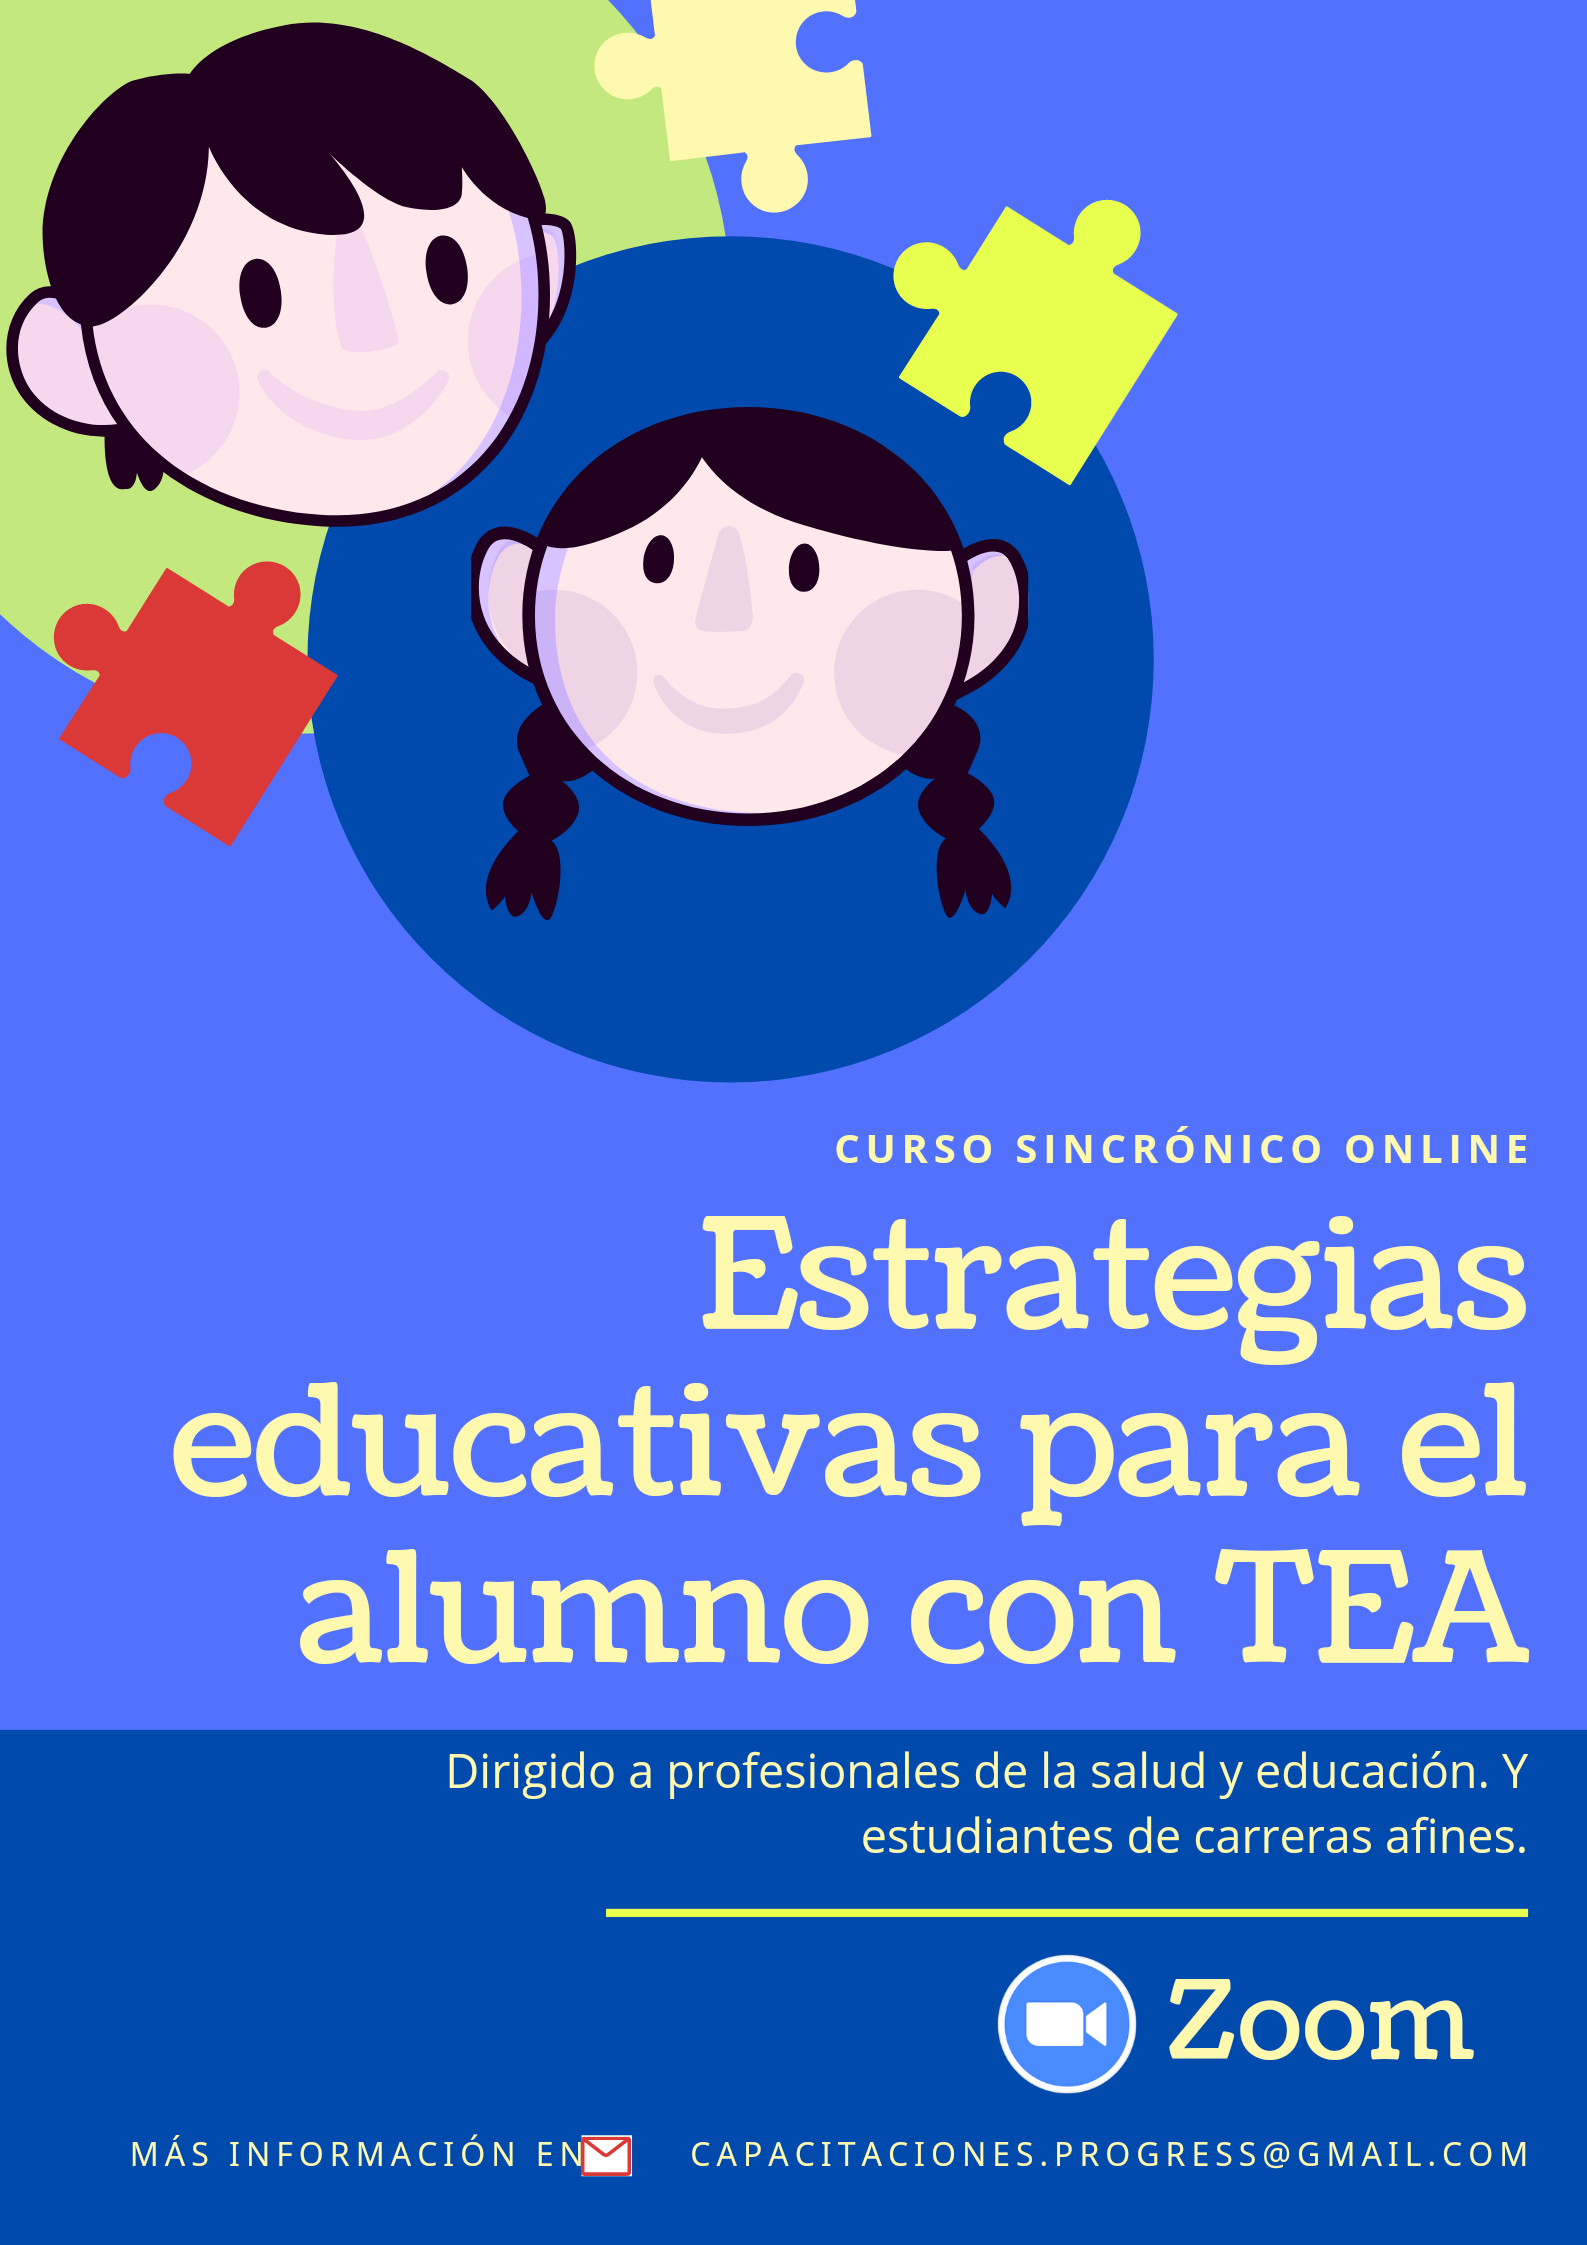 CURSO SINCRÓNICO ONLINE
Estrategias
educativas para el
alumno con TEA
Dirigido a profesionales de la salud y educación. Y
estudiantes de carreras afines.
Zoom
MÁS INFORMACIÓN EN CAPACITACIONES.PROGRESS@GMAIL.COM